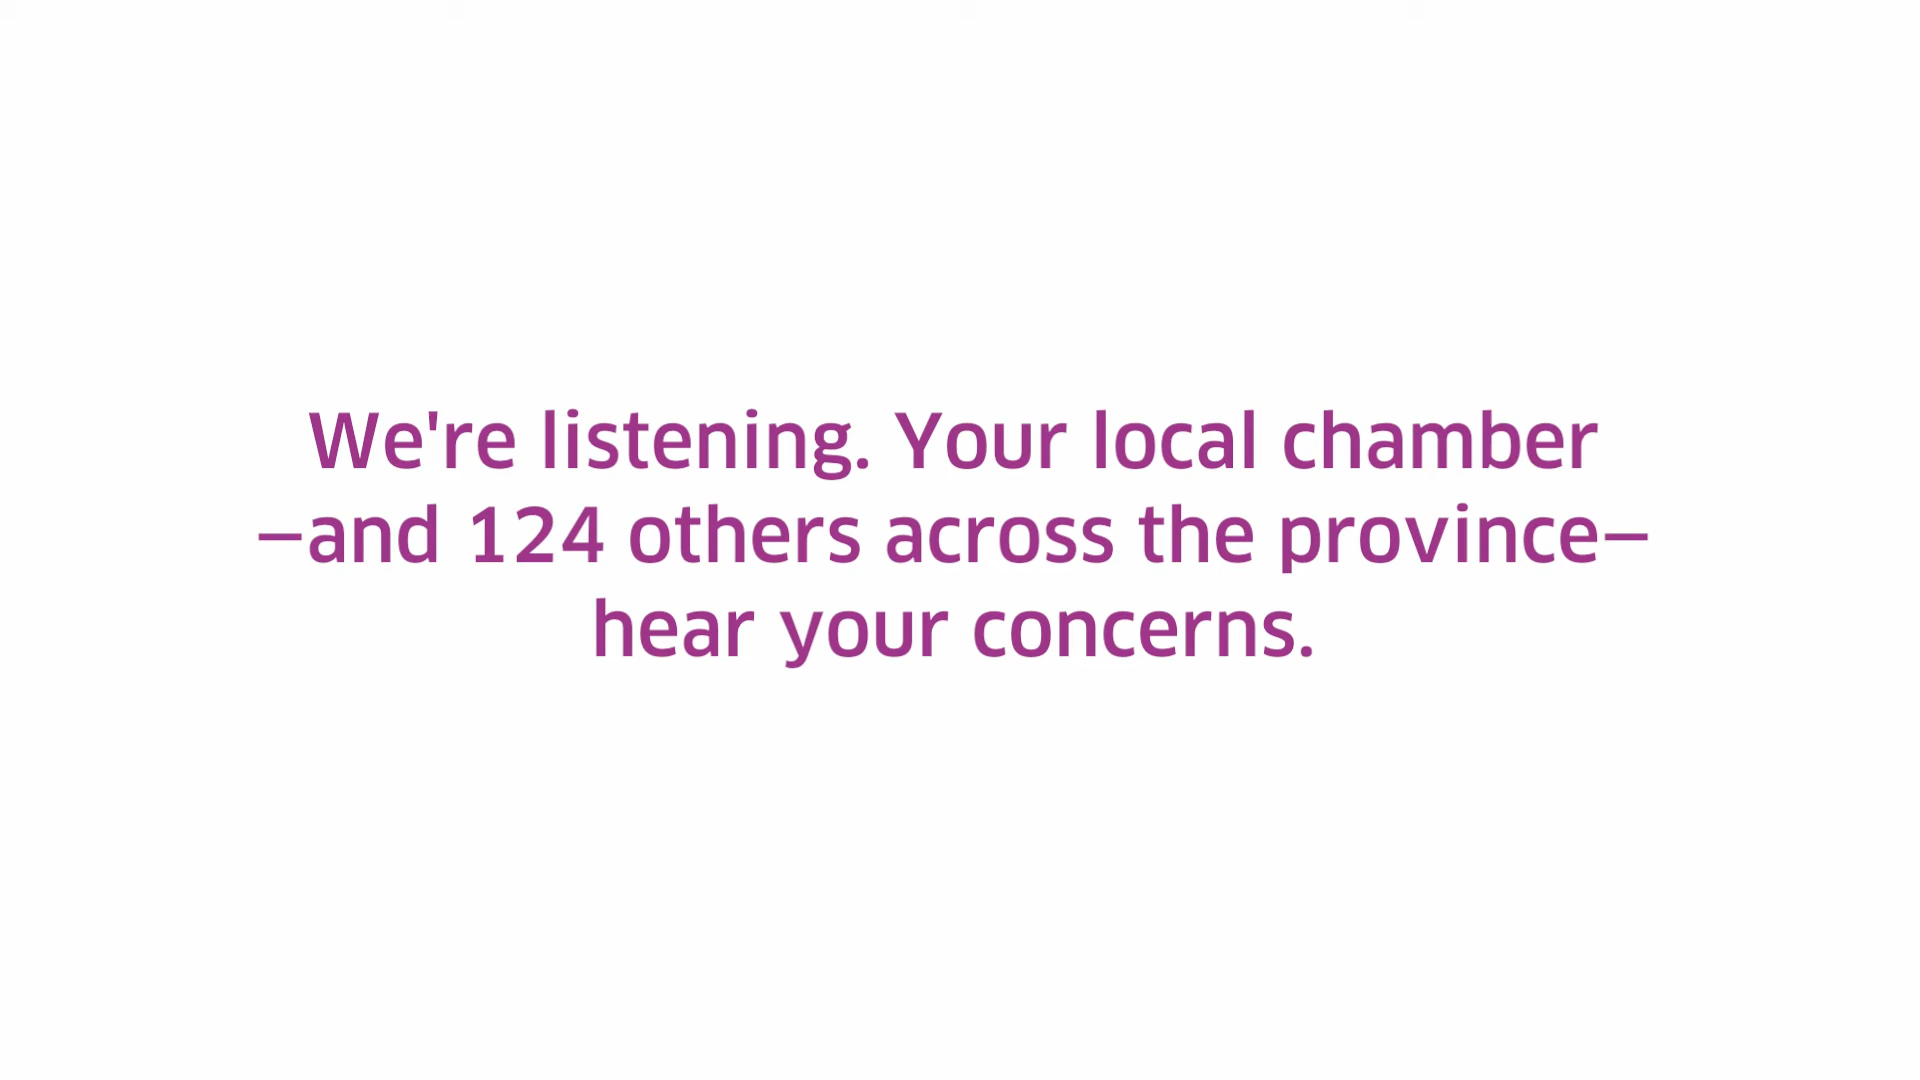 We're listening. Your local chamber
—and 124 others across the province—
hear your concerns.